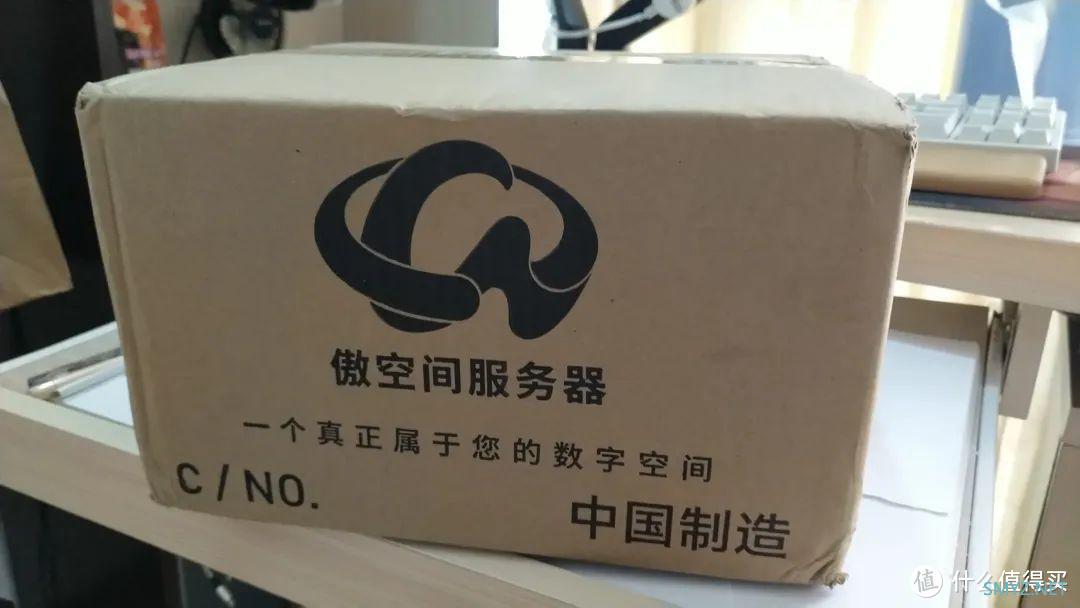 傲空间服务器
一个真正属于您的数字空间
C / NO.
中国制造
值 什么值得买